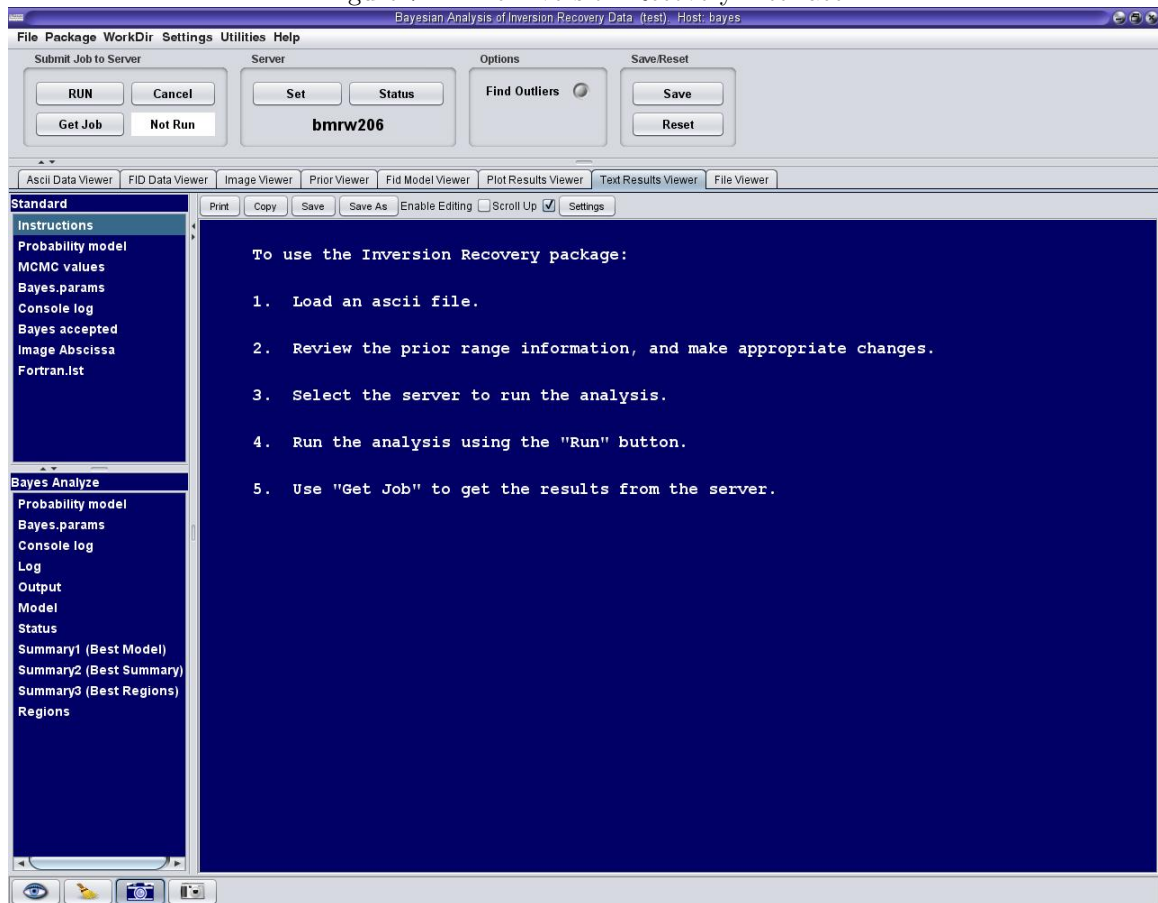 Bayesian Analysis of Inversion Recovery Data (test). Host: bayes
File Package WorkDir Settings Utilities Help
Submit Job to Server
Server
Options
Save/Reset
RUN Cancel Set Status Find Outliers Save
Get Job Not Run bmrw206 Reset
Ascii Data Viewer FID Data Viewer Image Viewer Prior Viewer Fid Model Viewer Plot Results Viewer Text Results Viewer File Viewer
Standard
Print Copy Save Save As Enable Editing Scroll Up Settings
Instructions
Probability model
MCMC values
Bayes.params
Console log
Bayes accepted
Image Abscissa
Fortran.lst
To use the Inversion Recovery package:
1. Load an ascii file.
2. Review the prior range information, and make appropriate changes.
3. Select the server to run the analysis.
4. Run the analysis using the "Run" button.
5. Use "Get Job" to get the results from the server.
Bayes Analyze
Probability model
Bayes.params
Console log
Log
Output
Model
Status
Summary1 (Best Model)
Summary2 (Best Summary)
Summary3 (Best Regions)
Regions